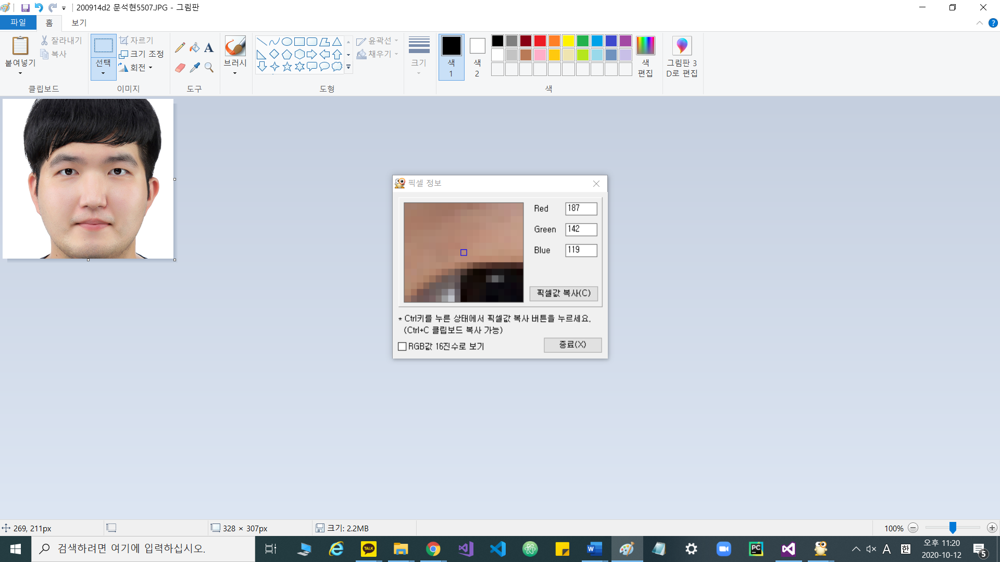 200914d2 문석현5507.JPG - 그림판
파일 홈 보기
붙여넣기
잘라내기
복사
클립보드
선택
자르기
크기 조정
회전
이미지
A
도구
브러시
도형
윤곽선
채우기
크기
색
1
색
2
색
편집
색
그림판 3
D로 편집
픽셀 정보
Red 187
Green 142
Blue 119
픽셀값 복사(C)
* Ctrl키를 누른 상태에서 픽셀값 복사 버튼을 누르세요.
(Ctrl+C 클립보드 복사 가능)
RGB값 16진수로 보기
종료(X)
269, 211px
328 × 307px
크기: 2.2MB
100%
검색하려면 여기에 입력하십시오.
TALK
W
PC
A
한
오후 11:20
2020-10-12
5